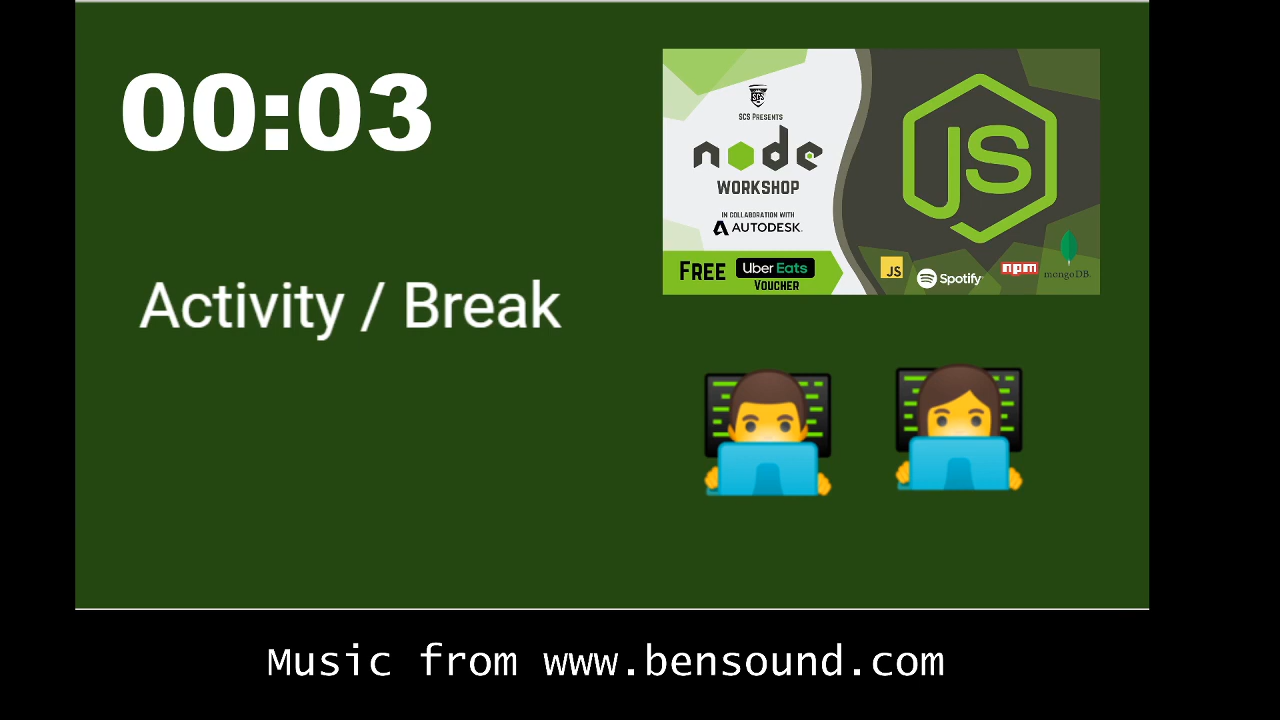 00:03
Activity / Break
SCS
SCS PRESENTS
node
WORKSHOP
IN COLLABORATION WITH
AUTODESK.
FREE Uber Eats
VOUCHER
JS
JS
Spotify
npm
mongoDB.
Music from www.bensound.com